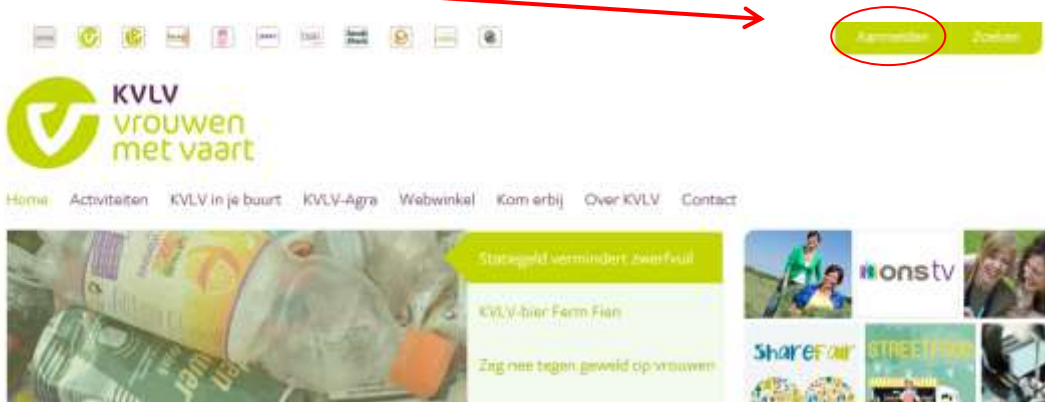 Aanmelden Zoeken
KVLV
vrouwen
met vaart
Home Activiteiten KVLV in je buurt KVLV-Agra Webwinkel Kom erbij Over KVLV Contact
Statiegeld vermindert zwerfvuil
KVLV-bier Ferm Fien
Zeg nee tegen geweld op vrouwen
onstv
SHareFair
STREETFOOD